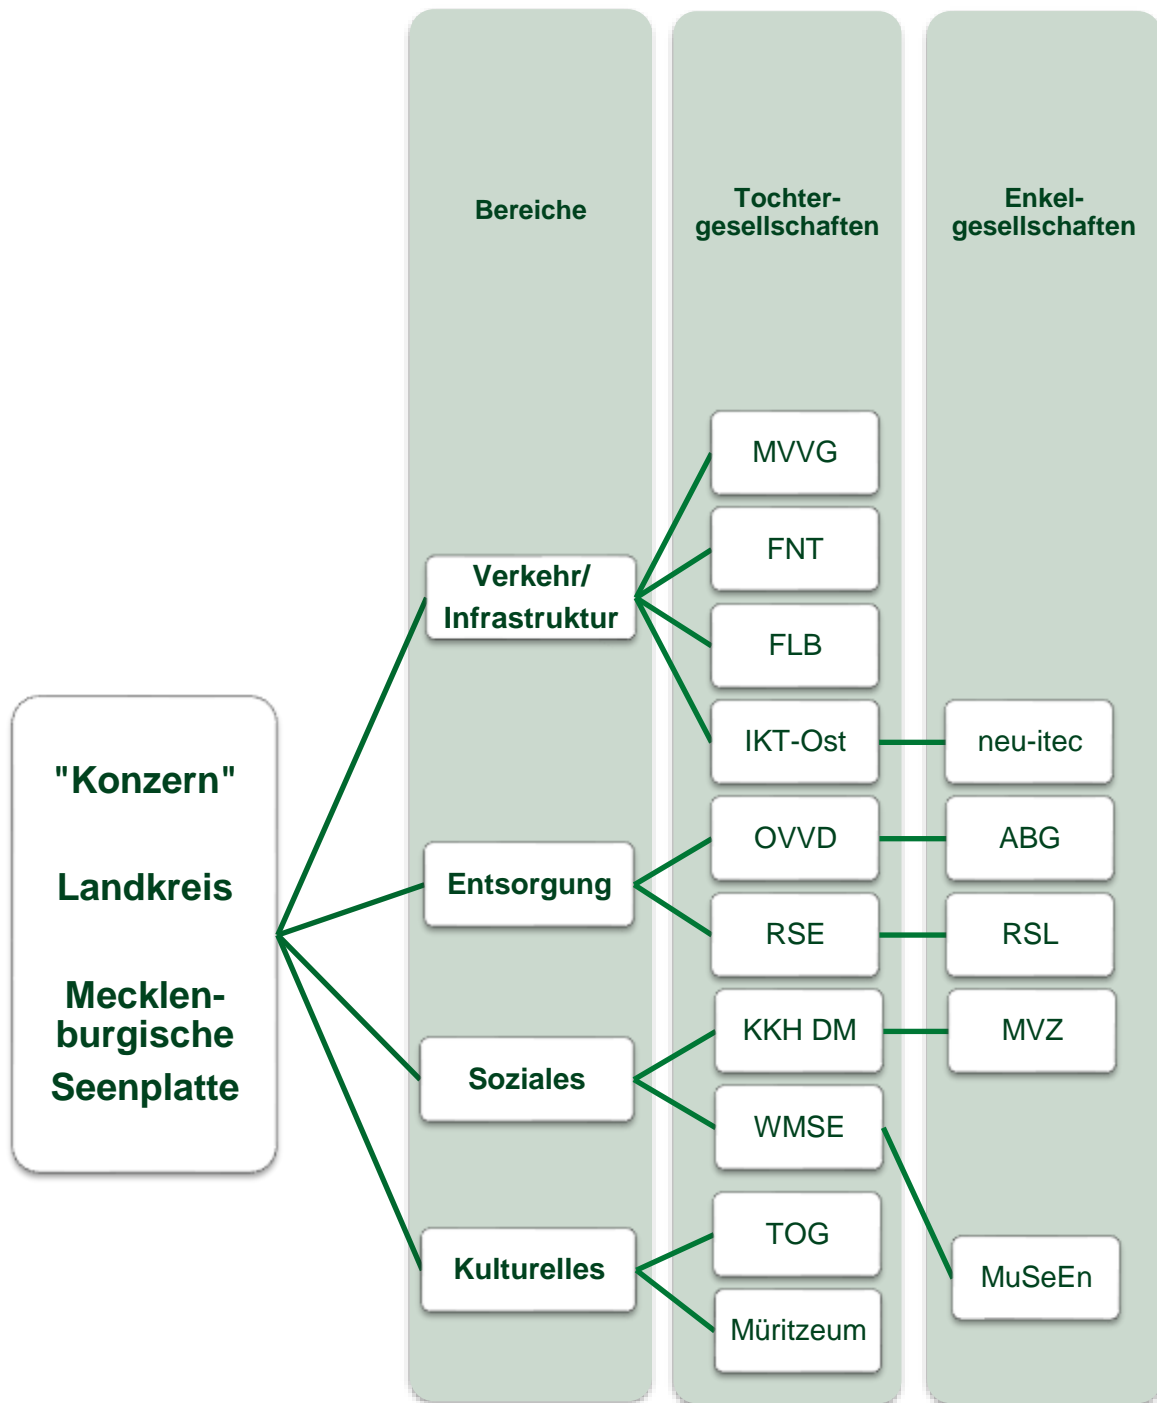 Bereiche
Tochter-
gesellschaften
Enkel-
gesellschaften
"Konzern"
Landkreis
Mecklen-
burgische
Seenplatte
Verkehr/
Infrastruktur
Entsorgung
Soziales
Kulturelles
MVVG
FNT
FLB
IKT-Ost
OVVD
RSE
KKH DM
WMSE
TOG
Müritzeum
neu-itec
ABG
RSL
MVZ
MuSeEn